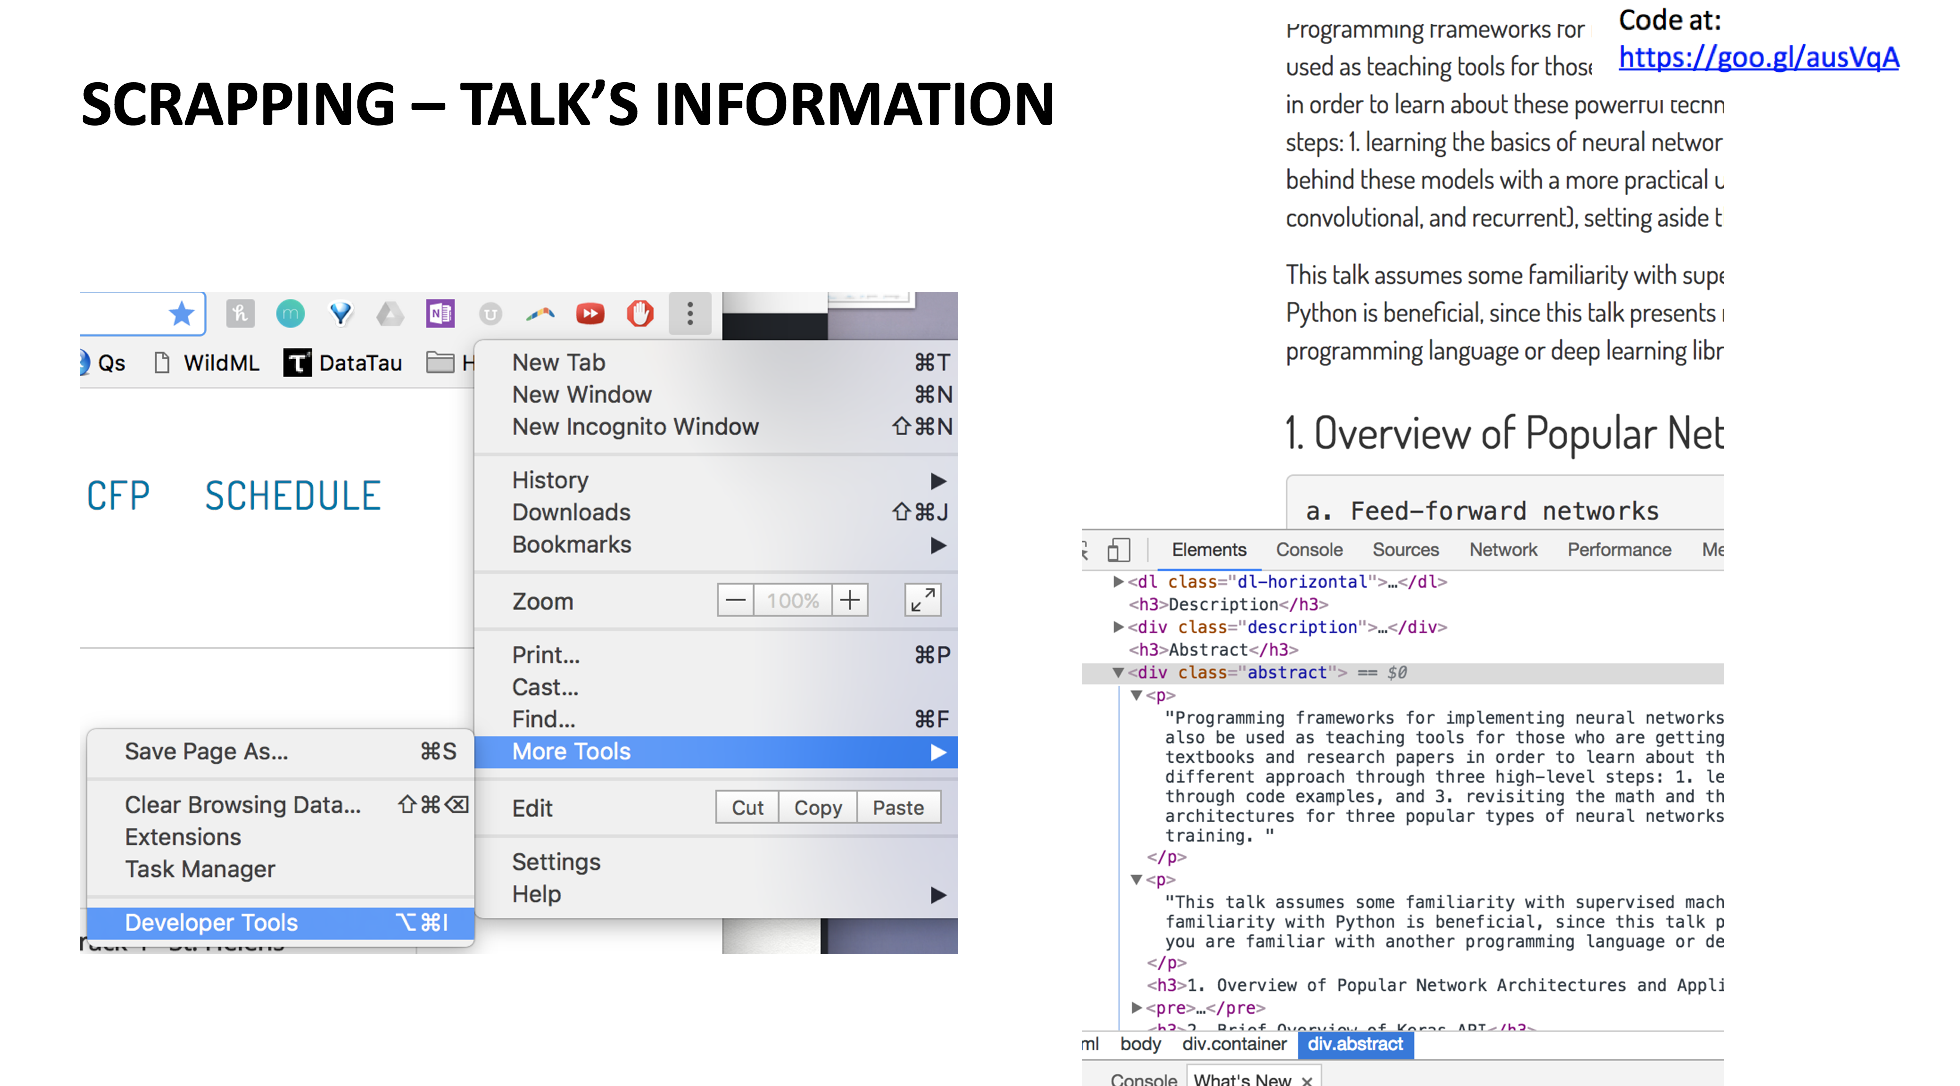 SCRAPPING – TALK'S INFORMATION
Code at:
https://goo.gl/ausVqA
Qs WildML DataTau
CFP SCHEDULE
New Tab ⌘T
New Window ⌘N
New Incognito Window ⇧⌘N
History ▶
Downloads ⇧⌘J
Bookmarks ▶
Zoom — 100% +
Print... ⌘P
Cast...
Find... ⌘F
More Tools ▶
Edit Cut Copy Paste
Settings
Help ▶
Save Page As... ⌘S
Clear Browsing Data... ⇧⌘⌫
Extensions
Task Manager
Developer Tools ⌥⌘I
Programming frameworks for
used as teaching tools for those
in order to learn about these powerful
steps: 1. learning the basics of neural networ
behind these models with a more practical
convolutional, and recurrent), setting aside
This talk assumes some familiarity with supe
Python is beneficial, since this talk presents
programming language or deep learning libr
1. Overview of Popular Net
a. Feed-forward networks
Elements Console Sources Network Performance Me
▶<dl class="dl-horizontal">…</dl>
<h3>Description</h3>
▶<div class="description">…</div>
<h3>Abstract</h3>
▼<div class="abstract"> == $0
▼<p>
"Programming frameworks for implementing neural networks
also be used as teaching tools for those who are getting
textbooks and research papers in order to learn about th
different approach through three high-level steps: 1. le
through code examples, and 3. revisiting the math and th
architectures for three popular types of neural networks
training. "
</p>
▼<p>
"This talk assumes some familiarity with supervised mach
familiarity with Python is beneficial, since this talk p
you are familiar with another programming language or de
</p>
<h3>1. Overview of Popular Network Architectures and Appli
▶<pre>…</pre>
<h3>2. Brief Overview of Keras API</h3>
ml body div.container div.abstract
Console What's New ×